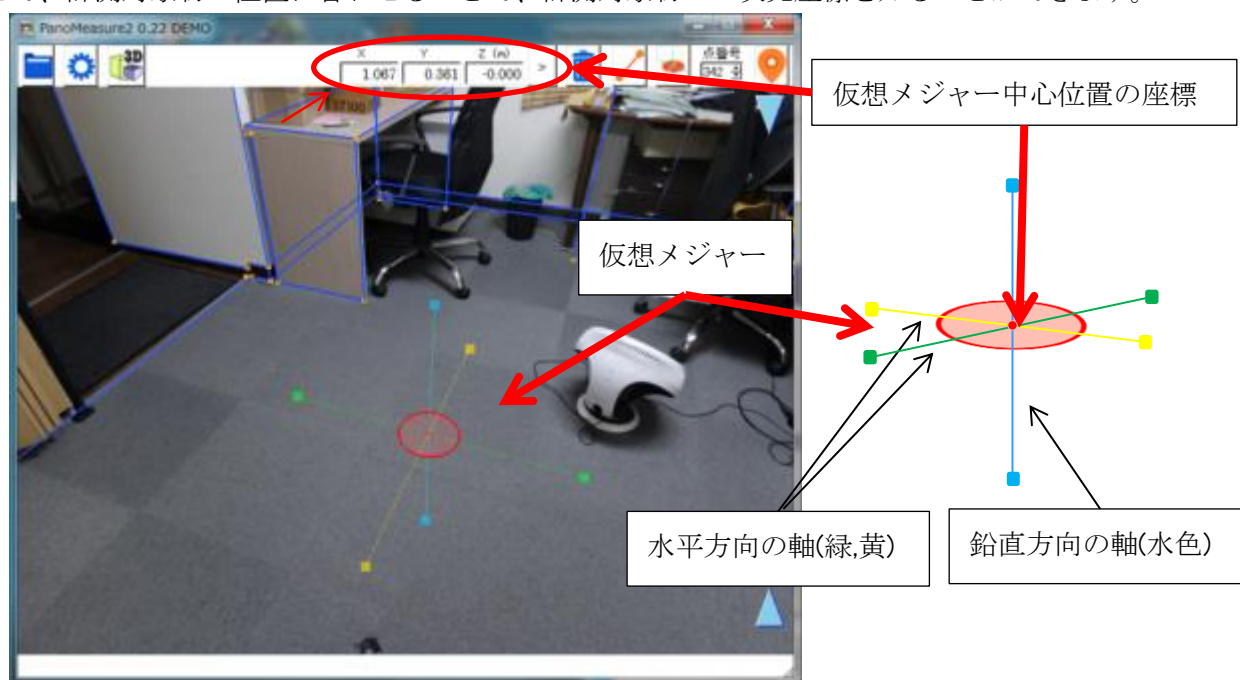 PanoMeasure2 0.22 DEMO
3D
X Y Z (m)
1.067 0.361 -0.000 >
点番号
342
仮想メジャー中心位置の座標
仮想メジャー
水平方向の軸(緑,黄)
鉛直方向の軸(水色)